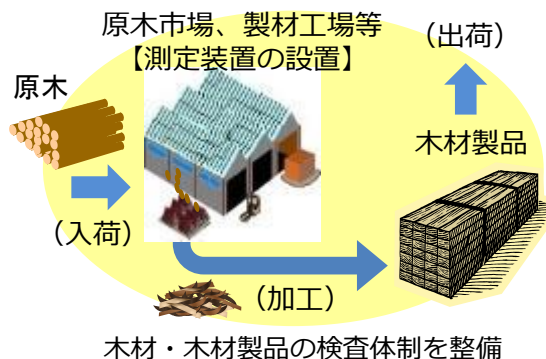 原木市場、製材工場等
【測定装置の設置】
(出荷)
原木
木材製品
(入荷)
(加工)
木材・木材製品の検査体制を整備